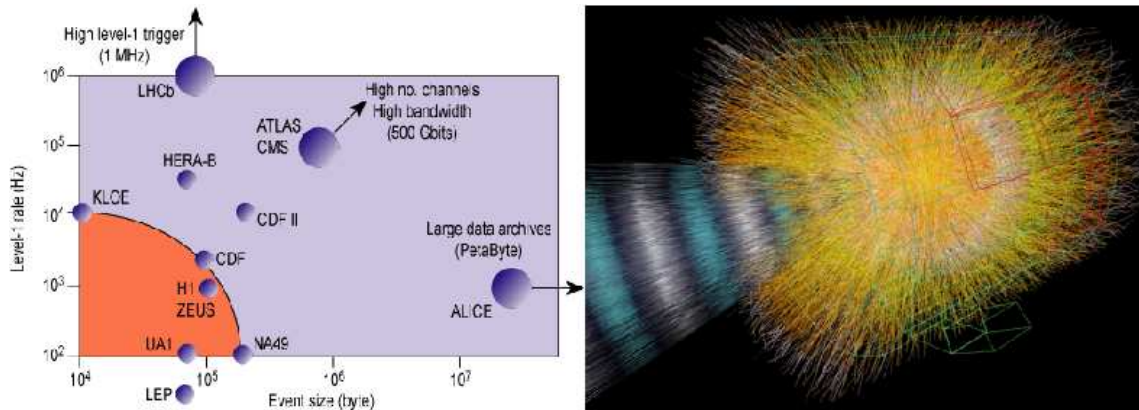 High level-1 trigger
(1 MHz)
10⁶
LHCb
High no. channels
High bandwidth
(500 Gbits)
ATLAS
CMS
10⁵
HERA-B
KLOE
10⁴
CDF II
Level-1 rate (Hz)
Large data archives
(PetaByte)
CDF
10³
H1
ZEUS
ALICE
UA1
NA49
10²
10⁴
10⁵
10⁶
10⁷
LEP
Event size (byte)